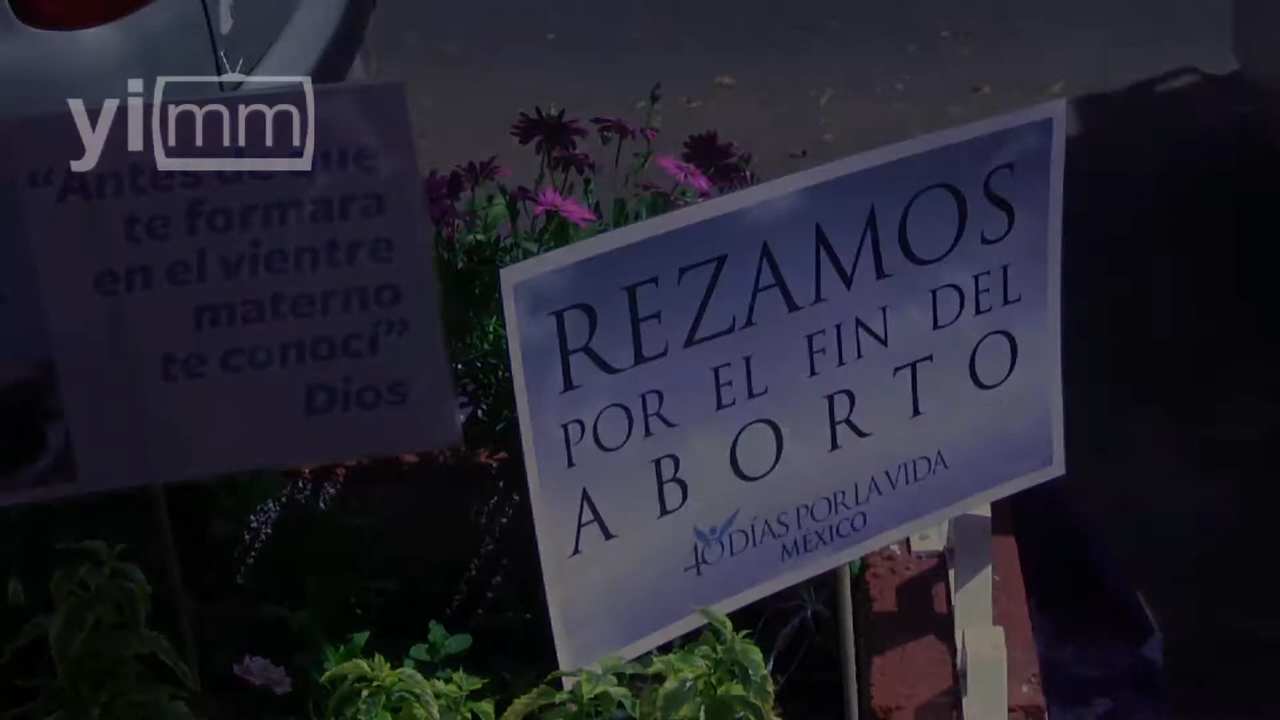 yimm
“Antes de que
te formara
en el vientre
materno
te conocí”
Dios
REZAMOS
POR EL FIN DEL
ABORTO
40 DÍAS POR LA VIDA
MÉXICO